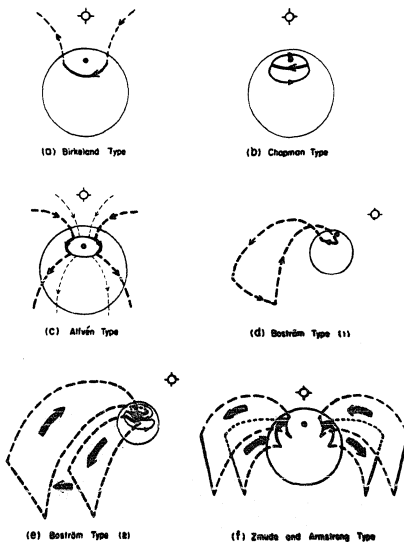 (a) Birkeland Type
(b) Chapman Type
(c) Alfvén Type
(d) Boström Type (1)
(e) Boström Type (2)
(f) Zmuda and Armstrong Type